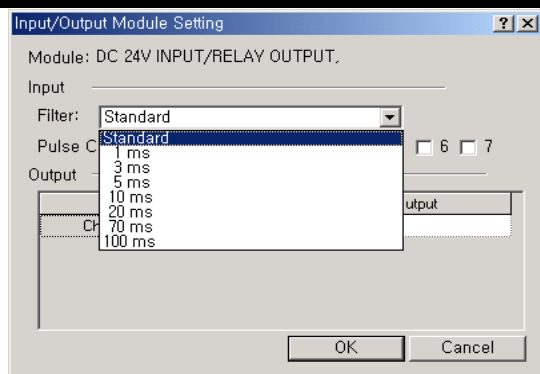 Input/Output Module Setting
Module: DC 24V INPUT/RELAY OUTPUT,
Input
Filter: Standard
Standard
1 ms
3 ms
5 ms
10 ms
20 ms
70 ms
100 ms
Pulse C 6 7
Output
utput
Ch
OK Cancel